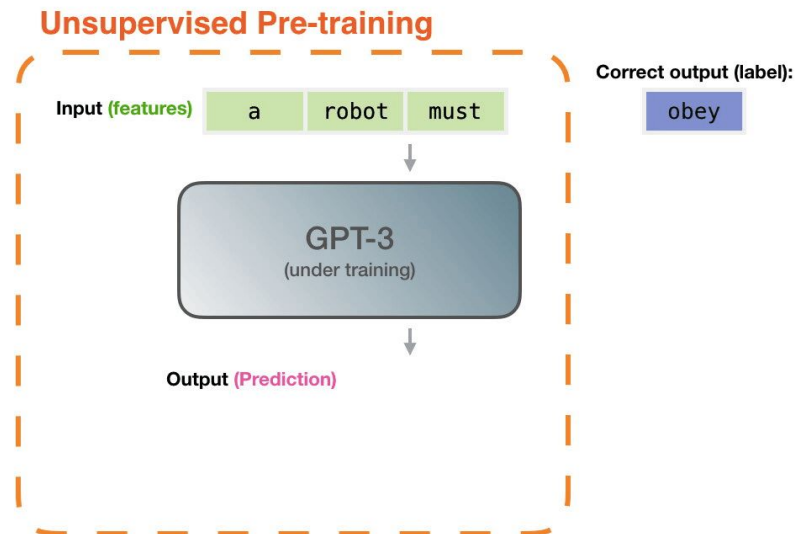 Unsupervised Pre-training
Correct output (label):
Input (features) a robot must
obey
GPT-3
(under training)
Output (Prediction)